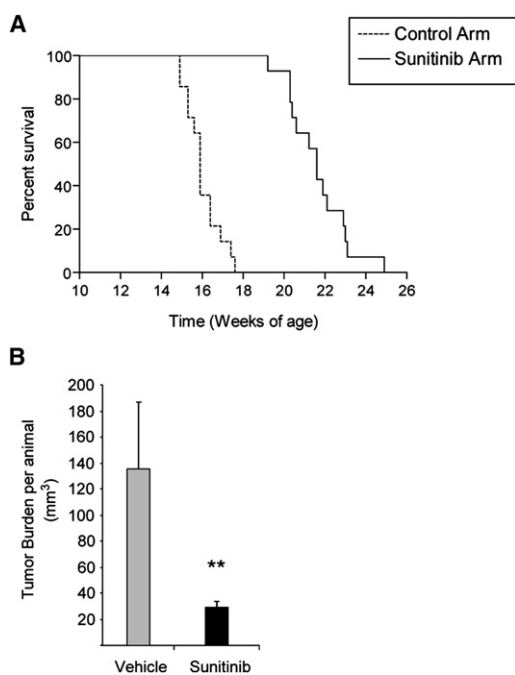 A
Control Arm
Sunitinib Arm
Percent survival
100
80
60
40
20
0
10 12 14 16 18 20 22 24 26
Time (Weeks of age)
B
Tumor Burden per animal
(mm³)
200
180
160
140
120
100
80
60
40
20
**
Vehicle Sunitinib